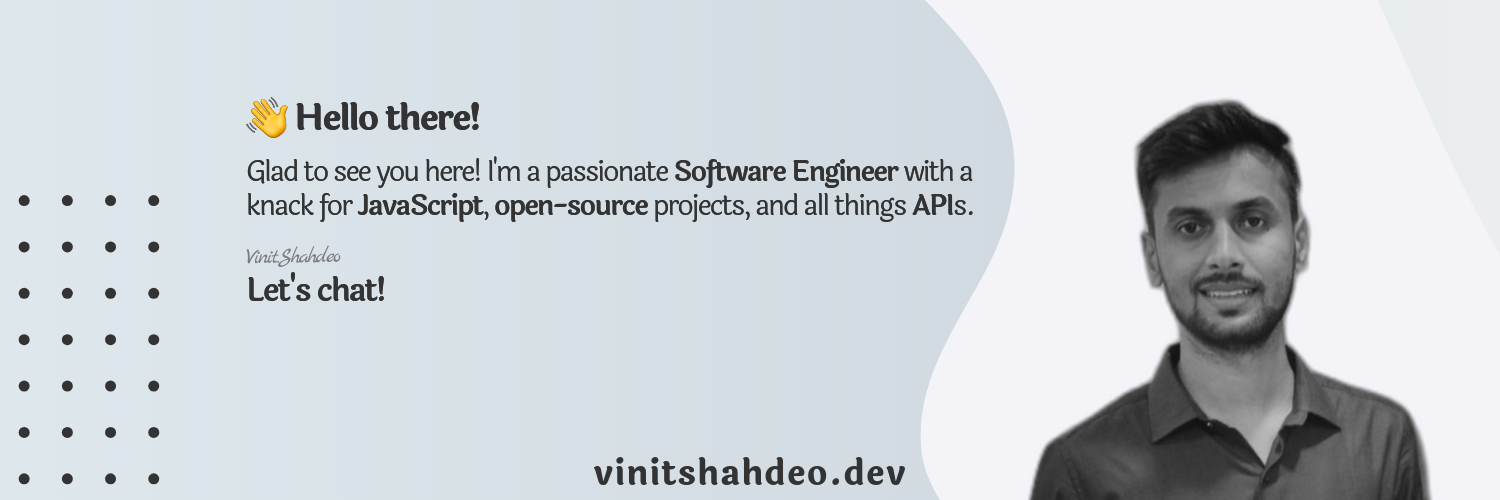 👋 Hello there!
Glad to see you here! I'm a passionate Software Engineer with a
knack for JavaScript, open-source projects, and all things APIs.
Vinit Shahdeo
Let's chat!
vinitshahdeo.dev